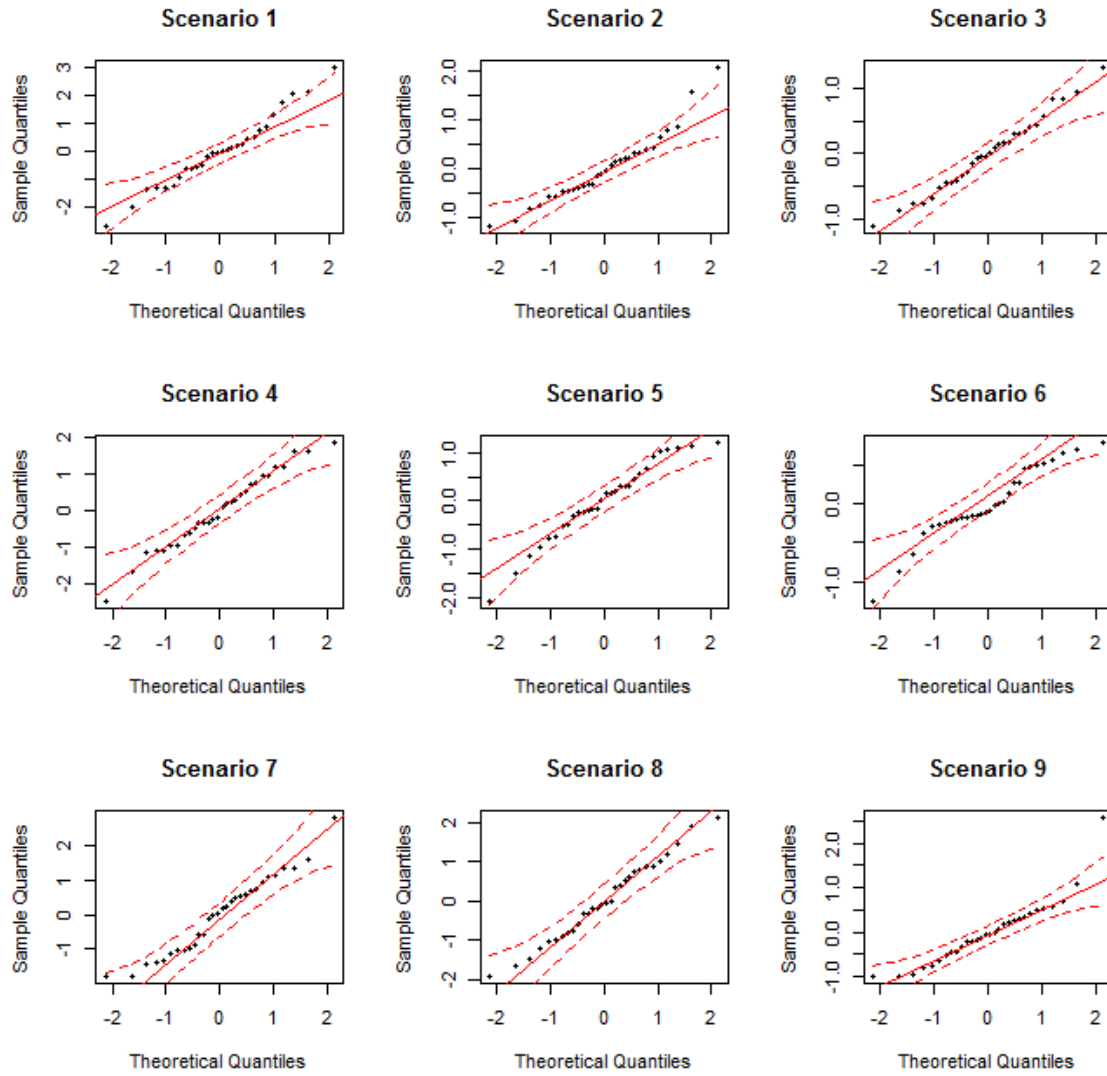 Scenario 1
Scenario 2
Scenario 3
Sample Quantiles
3
2
1
0
-2
-2 -1 0 1 2
Theoretical Quantiles
Sample Quantiles
2.0
1.0
0.0
-1.0
-2 -1 0 1 2
Theoretical Quantiles
Sample Quantiles
1.0
0.0
-1.0
-2 -1 0 1 2
Theoretical Quantiles
Scenario 4
Scenario 5
Scenario 6
Sample Quantiles
2
1
0
-1
-2
-2 -1 0 1 2
Theoretical Quantiles
Sample Quantiles
1.0
0.0
-1.0
-2.0
-2 -1 0 1 2
Theoretical Quantiles
Sample Quantiles
0.0
-1.0
-2 -1 0 1 2
Theoretical Quantiles
Scenario 7
Scenario 8
Scenario 9
Sample Quantiles
2
1
0
-1
-2 -1 0 1 2
Theoretical Quantiles
Sample Quantiles
2
1
0
-1
-2
-2 -1 0 1 2
Theoretical Quantiles
Sample Quantiles
2.0
1.0
0.0
-1.0
-2 -1 0 1 2
Theoretical Quantiles